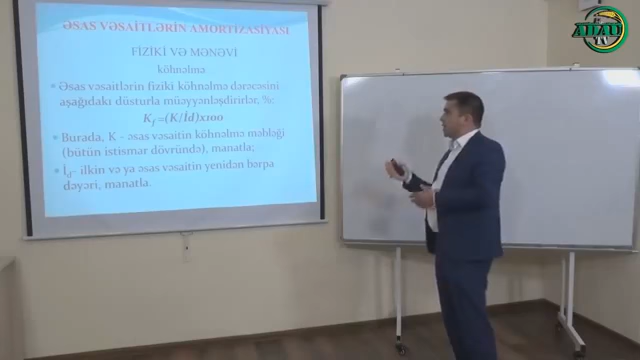 ƏSAS VƏSAİTLƏRİN AMORTİZASİYASI
FİZİKİ VƏ MƏNƏVİ
köhnəlmə
• Əsas vəsaitlərin fiziki köhnəlmə dərəcəsini
aşağıdakı düsturla müəyyənləşdirirlər, %:
Kf =(K/İd)x100
• Burada, K - əsas vəsaitin köhnəlmə məbləği
(bütün istismar dövründə), manatla;
• İd- ilkin və ya əsas vəsaitin yenidən bərpa
dəyəri, manatla.
ADAU
TV